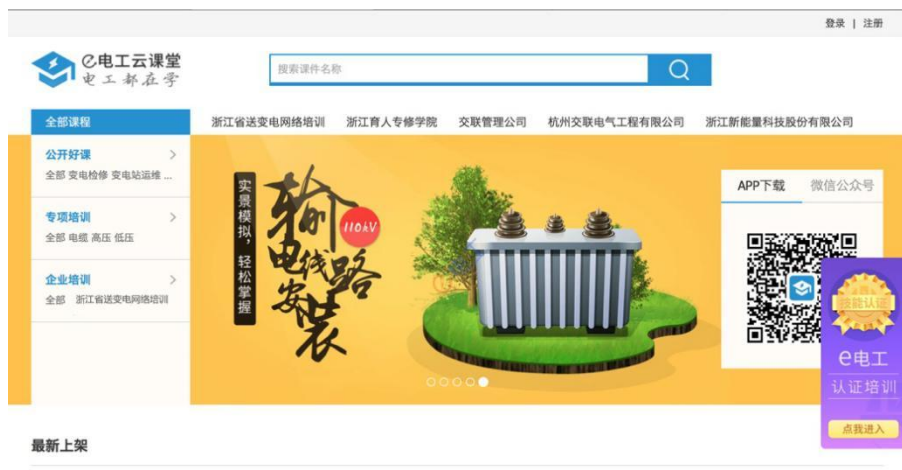 登录 | 注册
e电工云课堂
电工都在学
搜索课件名称
全部课程
浙江省送变电网络培训 浙江育人专修学院 交联管理公司 杭州交联电气工程有限公司 浙江新能量科技股份有限公司
公开好课
全部 变电检修 变电站运维 ...
专项培训
全部 电缆 高压 低压
企业培训
全部 浙江省送变电网络培训
实景模拟，轻松掌握
输电线路安装
110kV
APP下载 微信公众号
技能认证
e电工
认证培训
点我进入
最新上架